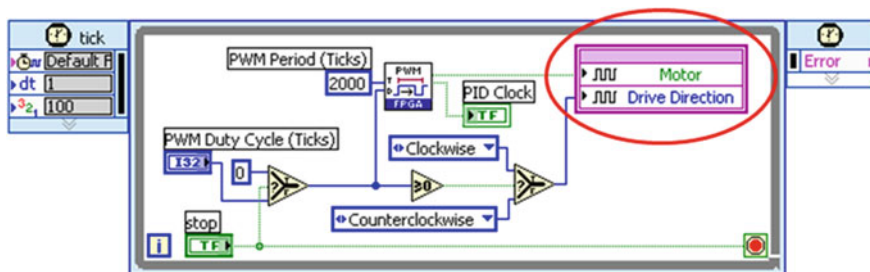 tick
Default F
dt 1
321 100
PWM Period (Ticks)
2000
PWM
T
D
FPGA
PID Clock
TF
Motor
Drive Direction
Error
PWM Duty Cycle (Ticks)
I32
0
?
Clockwise
≥0
?
Counterclockwise
stop
TF
i